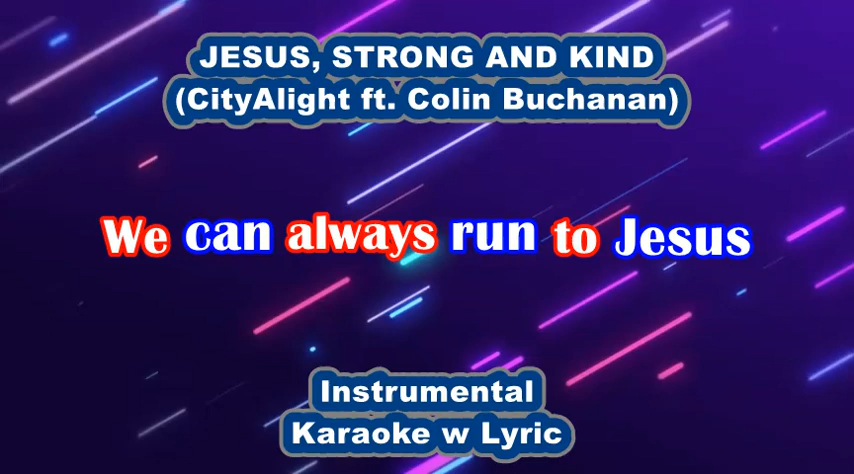 JESUS, STRONG AND KIND
(CityAlight ft. Colin Buchanan)
We can always run to Jesus
Instrumental
Karaoke w Lyric